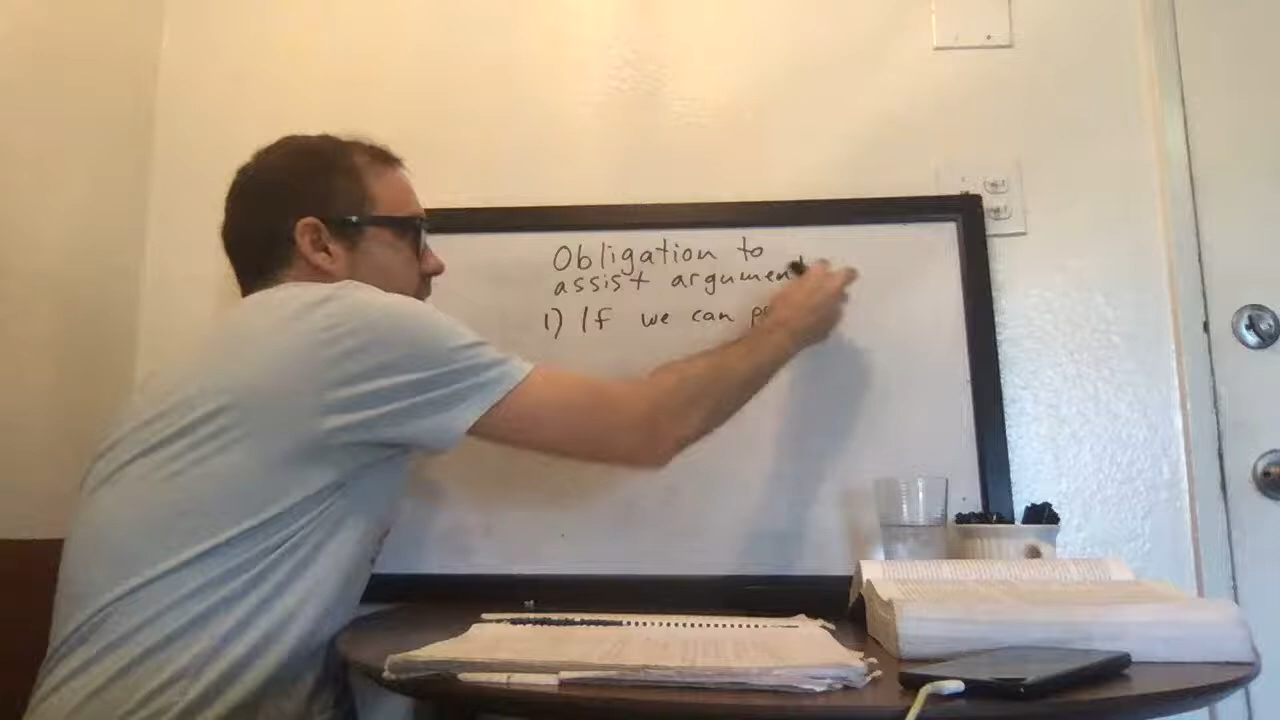 Obligation to
assist argument
1) If we can